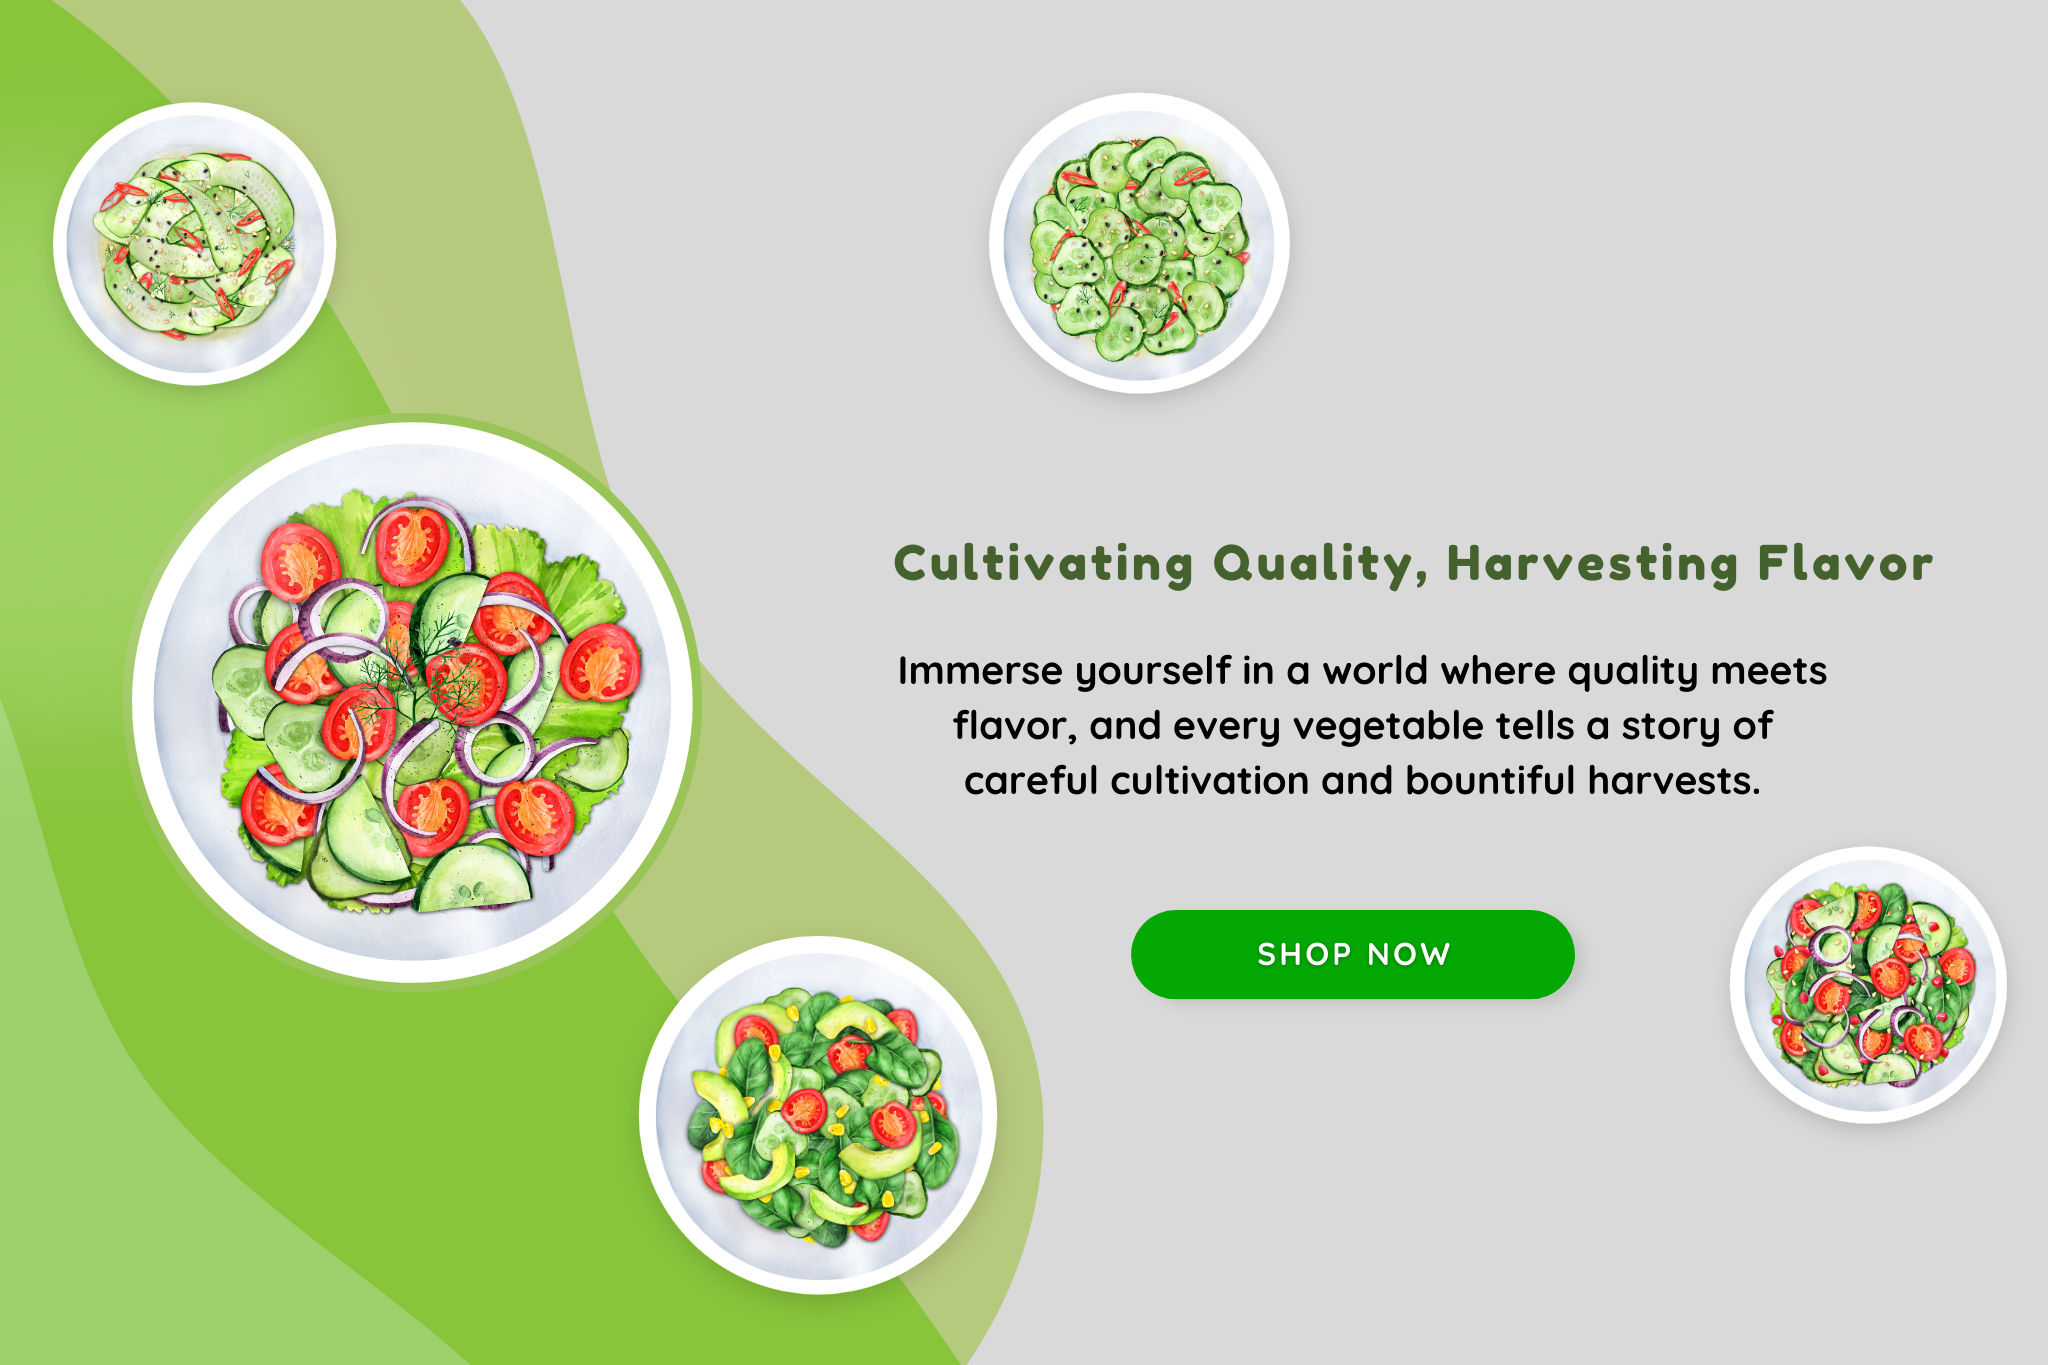 Cultivating Quality, Harvesting Flavor
Immerse yourself in a world where quality meets
flavor, and every vegetable tells a story of
careful cultivation and bountiful harvests.
SHOP NOW